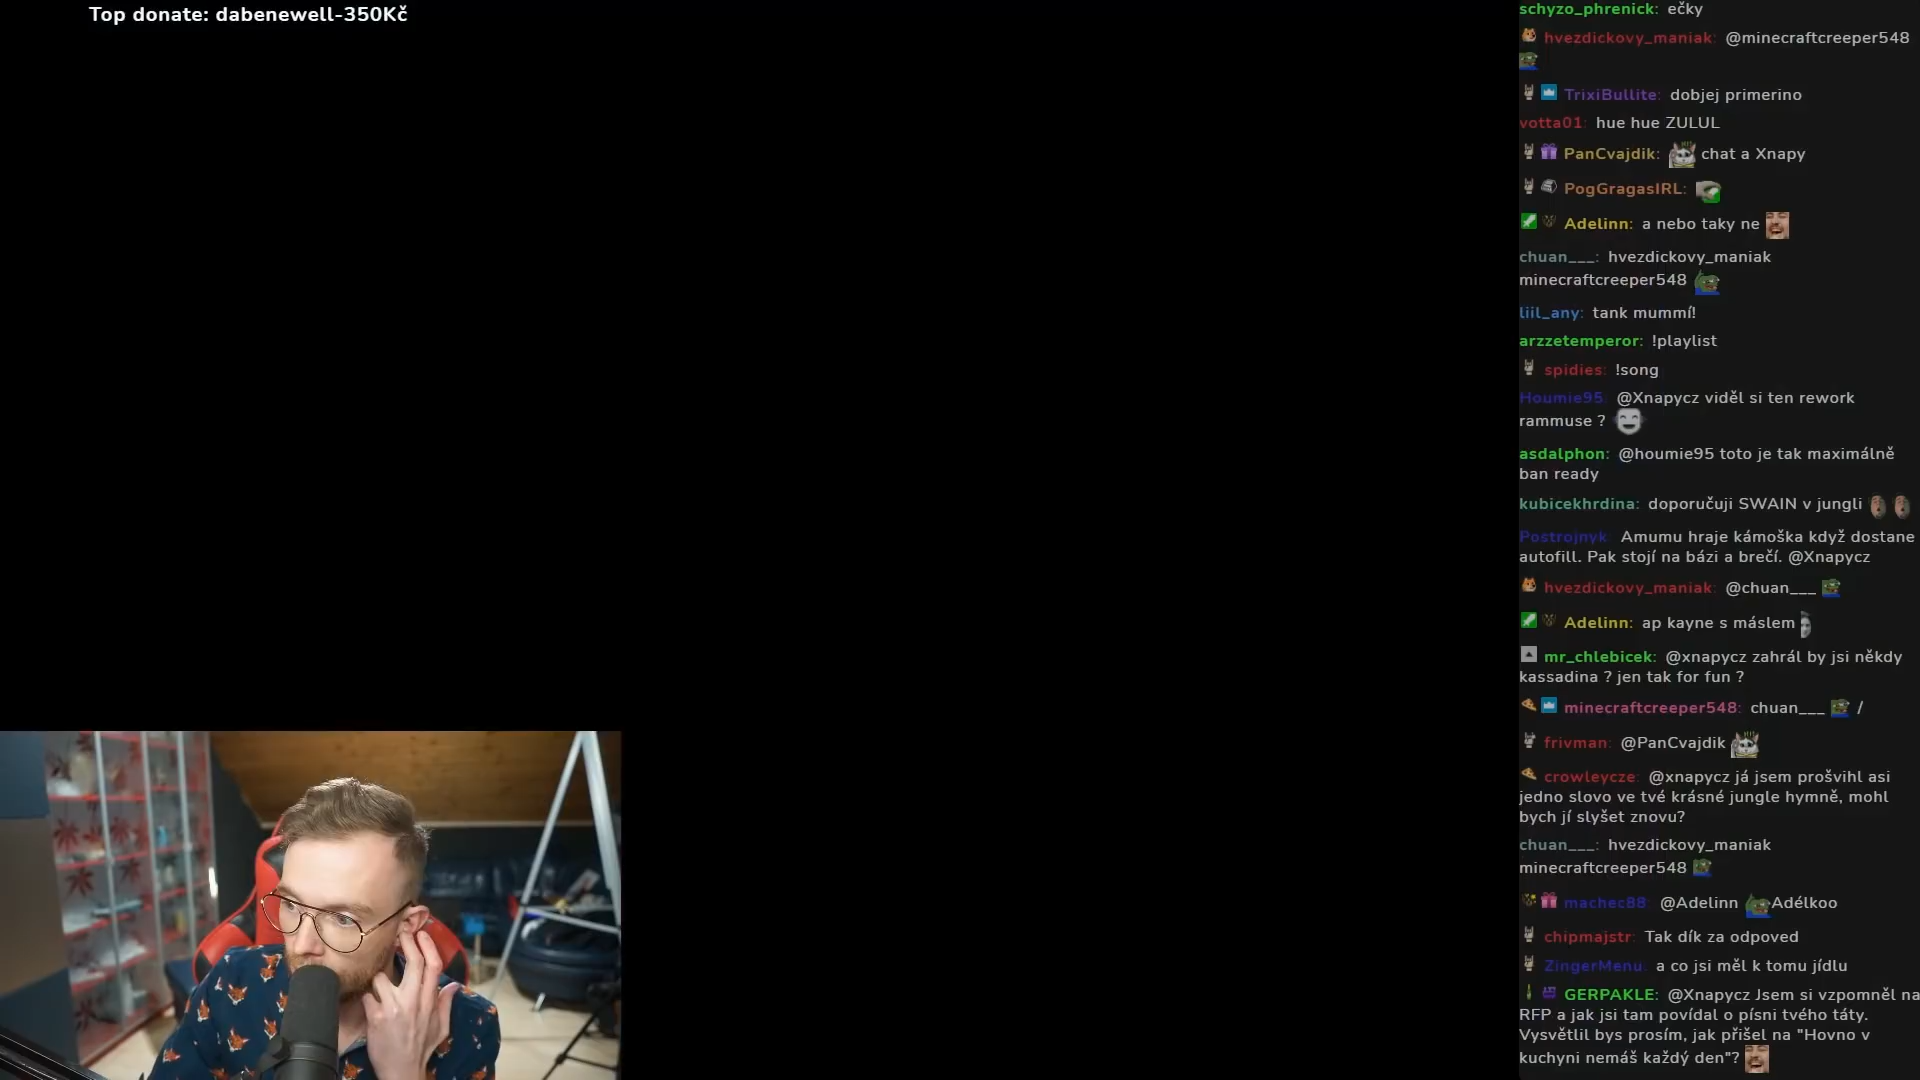 Top donate: dabenewell-350Kč
schyzo_phrenick: ečky
hvezdickovy_maniak: @minecraftcreeper548
TrixiBullite: dobjej primerino
votta01: hue hue ZULUL
PanCvajdik: chat a Xnapy
PogGragasIRL:
Adelinn: a nebo taky ne
chuan___: hvezdickovy_maniak
minecraftcreeper548
liil_any: tank mummí!
arzzetemperor: !playlist
spidies: !song
Houmie95: @Xnapycz viděl si ten rework
rammuse ?
asdalphon: @houmie95 toto je tak maximálně
ban ready
kubicekhrdina: doporučuji SWAIN v jungli
Postrojnyk: Amumu hraje kámoška když dostane
autofill. Pak stojí na bázi a brečí. @Xnapycz
hvezdickovy_maniak: @chuan___
Adelinn: ap kayne s máslem
mr_chlebicek: @xnapycz zahrál by jsi někdy
kassadina ? jen tak for fun ?
minecraftcreeper548: chuan___ /
frivman: @PanCvajdik
crowleycze: @xnapycz já jsem prošvihl asi
jedno slovo ve tvé krásné jungle hymně, mohl
bych jí slyšet znovu?
chuan___: hvezdickovy_maniak
minecraftcreeper548
machec88: @Adelinn Adélkoo
chipmajstr: Tak dík za odpoved
ZingerMenu: a co jsi měl k tomu jídlu
GERPAKLE: @Xnapycz Jsem si vzpomněl na
RFP a jak jsi tam povídal o písni tvého táty.
Vysvětlil bys prosím, jak přišel na "Hovno v
kuchyni nemáš každý den"?